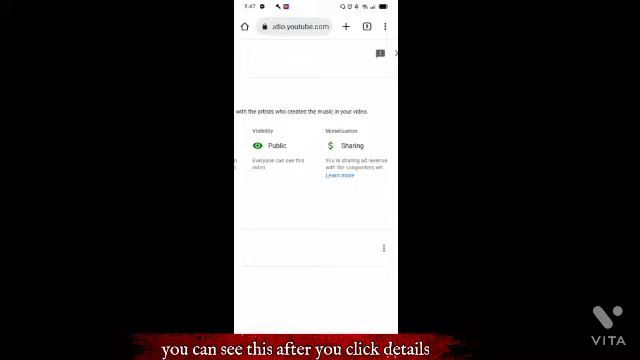 3:47
udio.youtube.com
with the artists who created the music in your video.
Visibility
Monetization
Public
Sharing
Everyone can see this
video
You're sharing ad revenue
with the songwriters wh
Learn more
VITA
you can see this after you click details